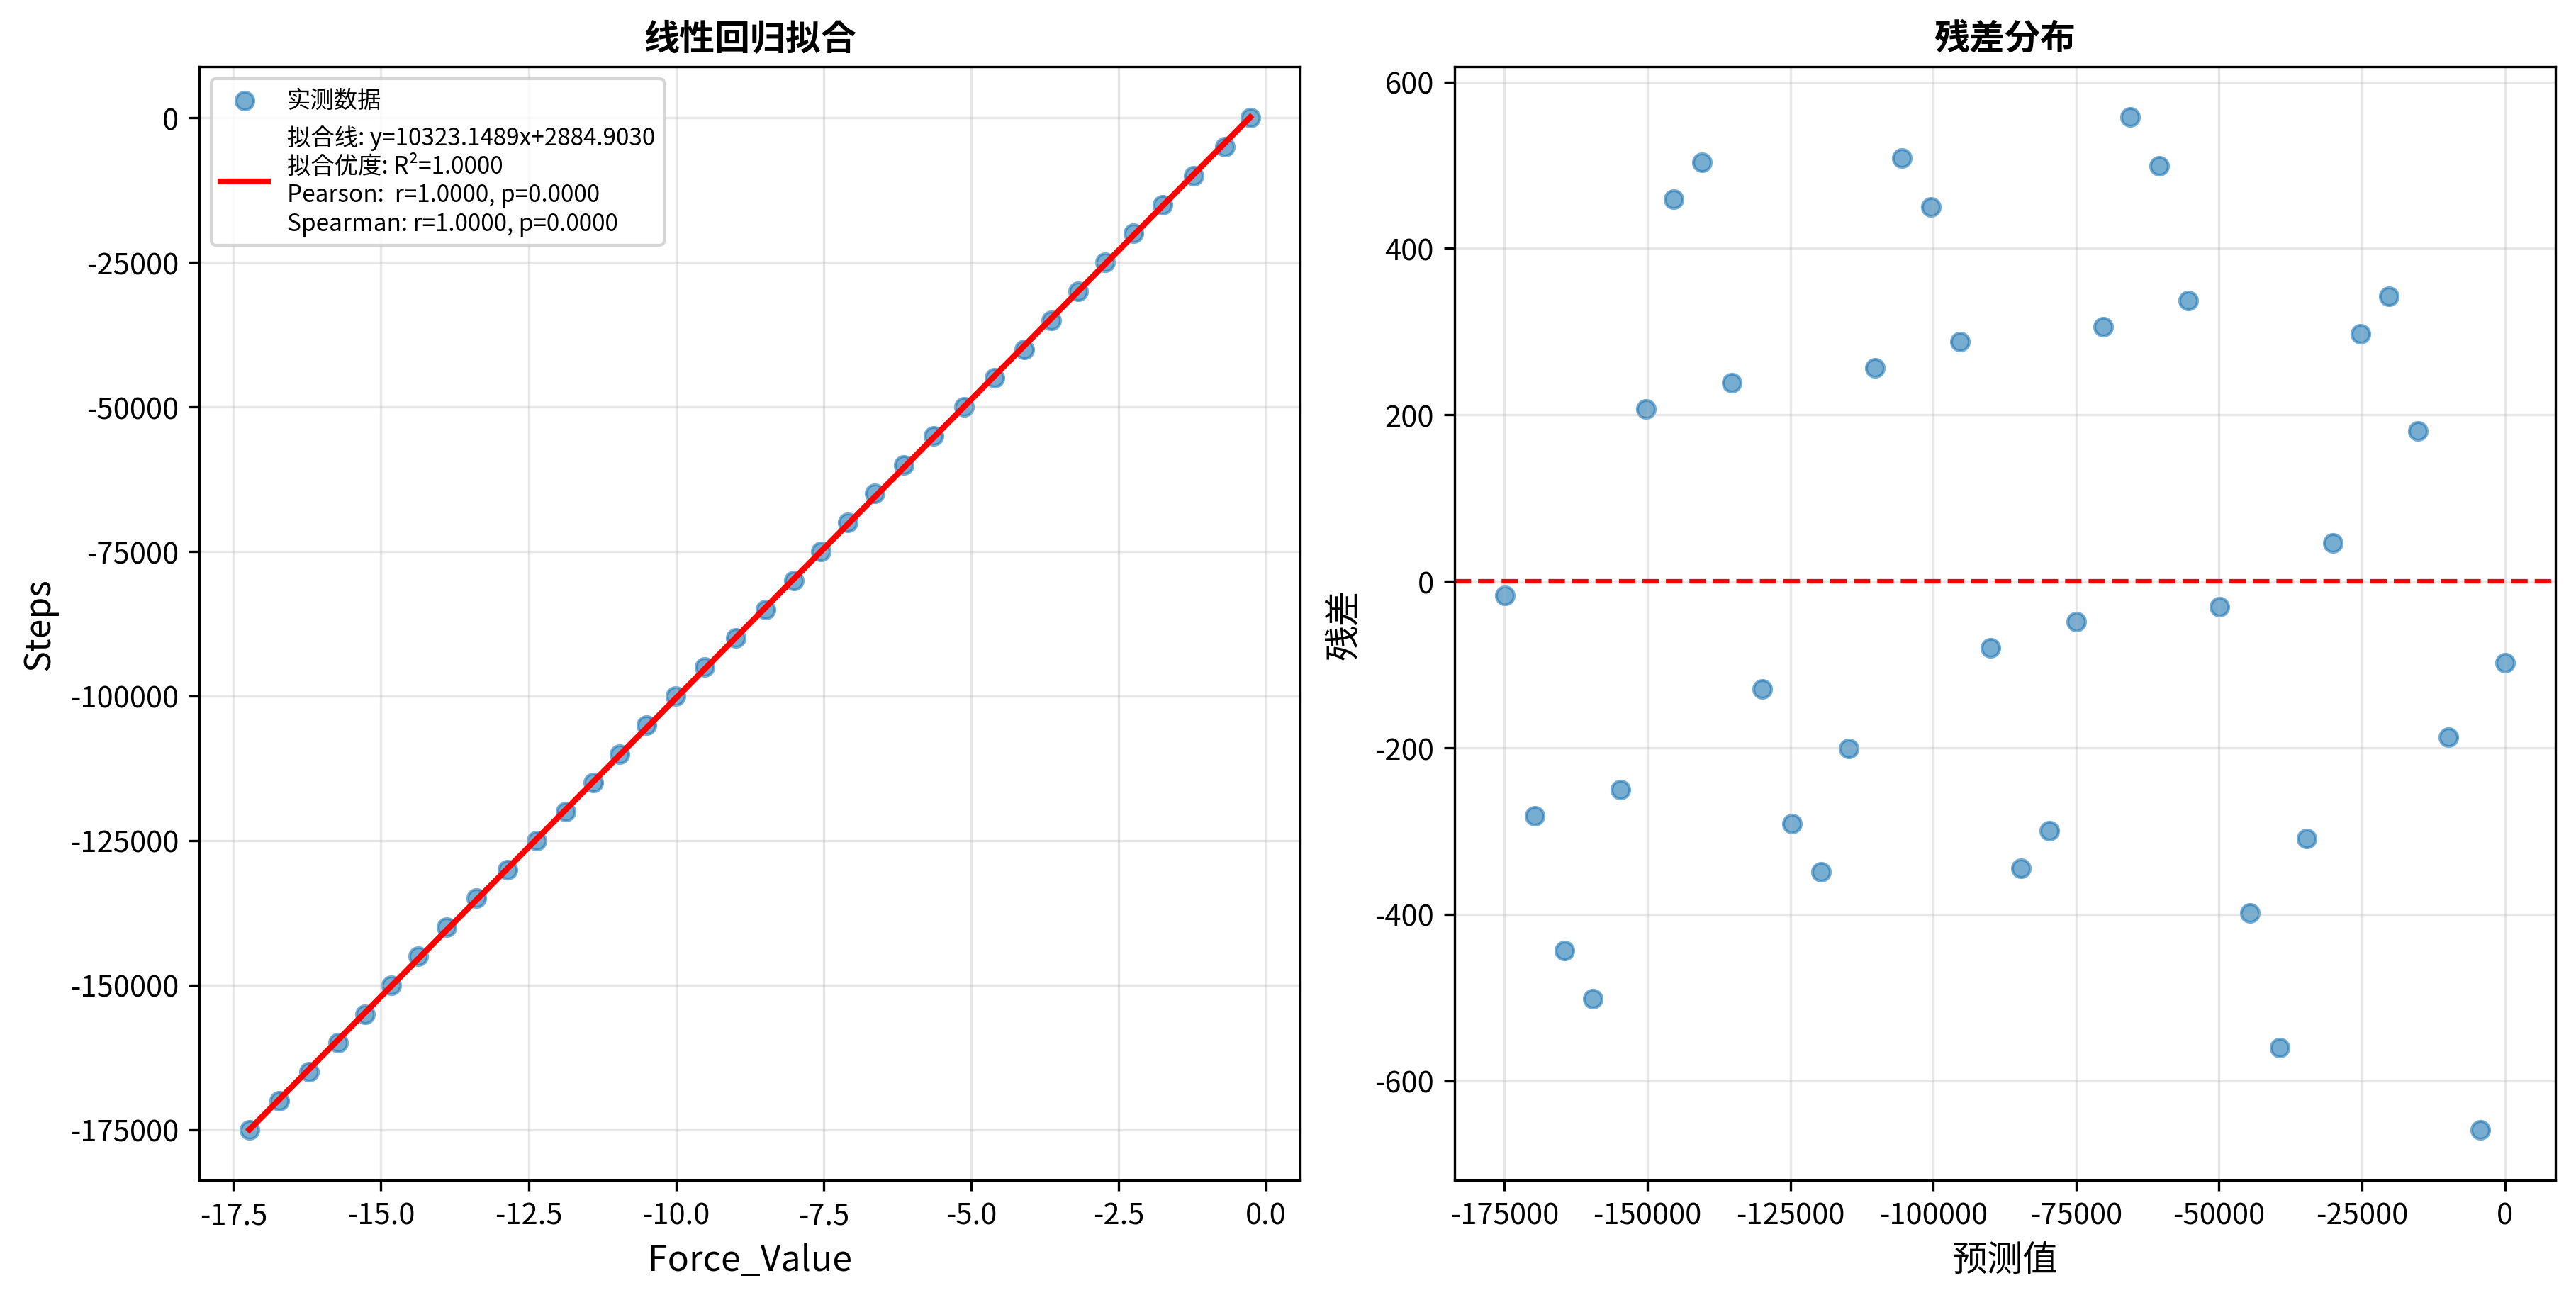 线性回归拟合
实测数据
拟合线: y=10323.1489x+2884.9030
拟合优度: R²=1.0000
Pearson:  r=1.0000, p=0.0000
Spearman: r=1.0000, p=0.0000
0
-25000
-50000
-75000
-100000
-125000
-150000
-175000
Steps
-17.5 -15.0 -12.5 -10.0 -7.5 -5.0 -2.5 0.0
Force_Value
残差分布
600
400
200
0
-200
-400
-600
残差
-175000 -150000 -125000 -100000 -75000 -50000 -25000 0
预测值